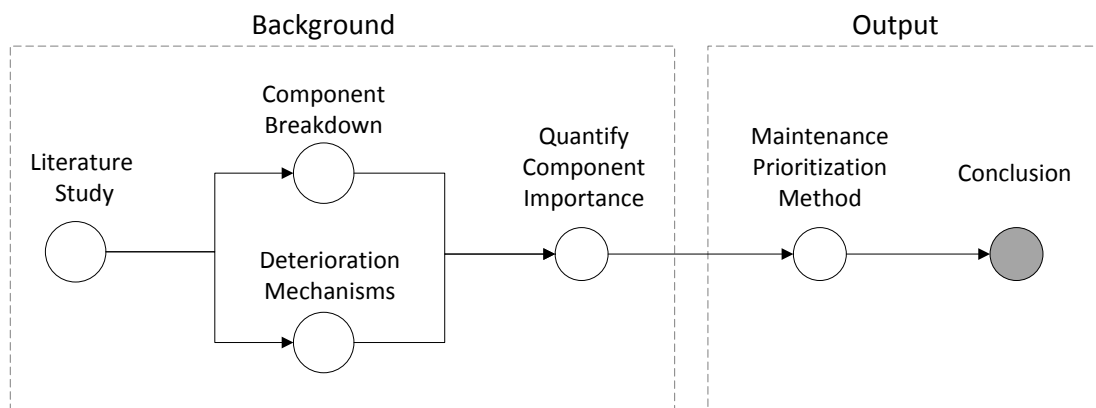 Background
Output
Literature
Study
Component
Breakdown
Deterioration
Mechanisms
Quantify
Component
Importance
Maintenance
Prioritization
Method
Conclusion